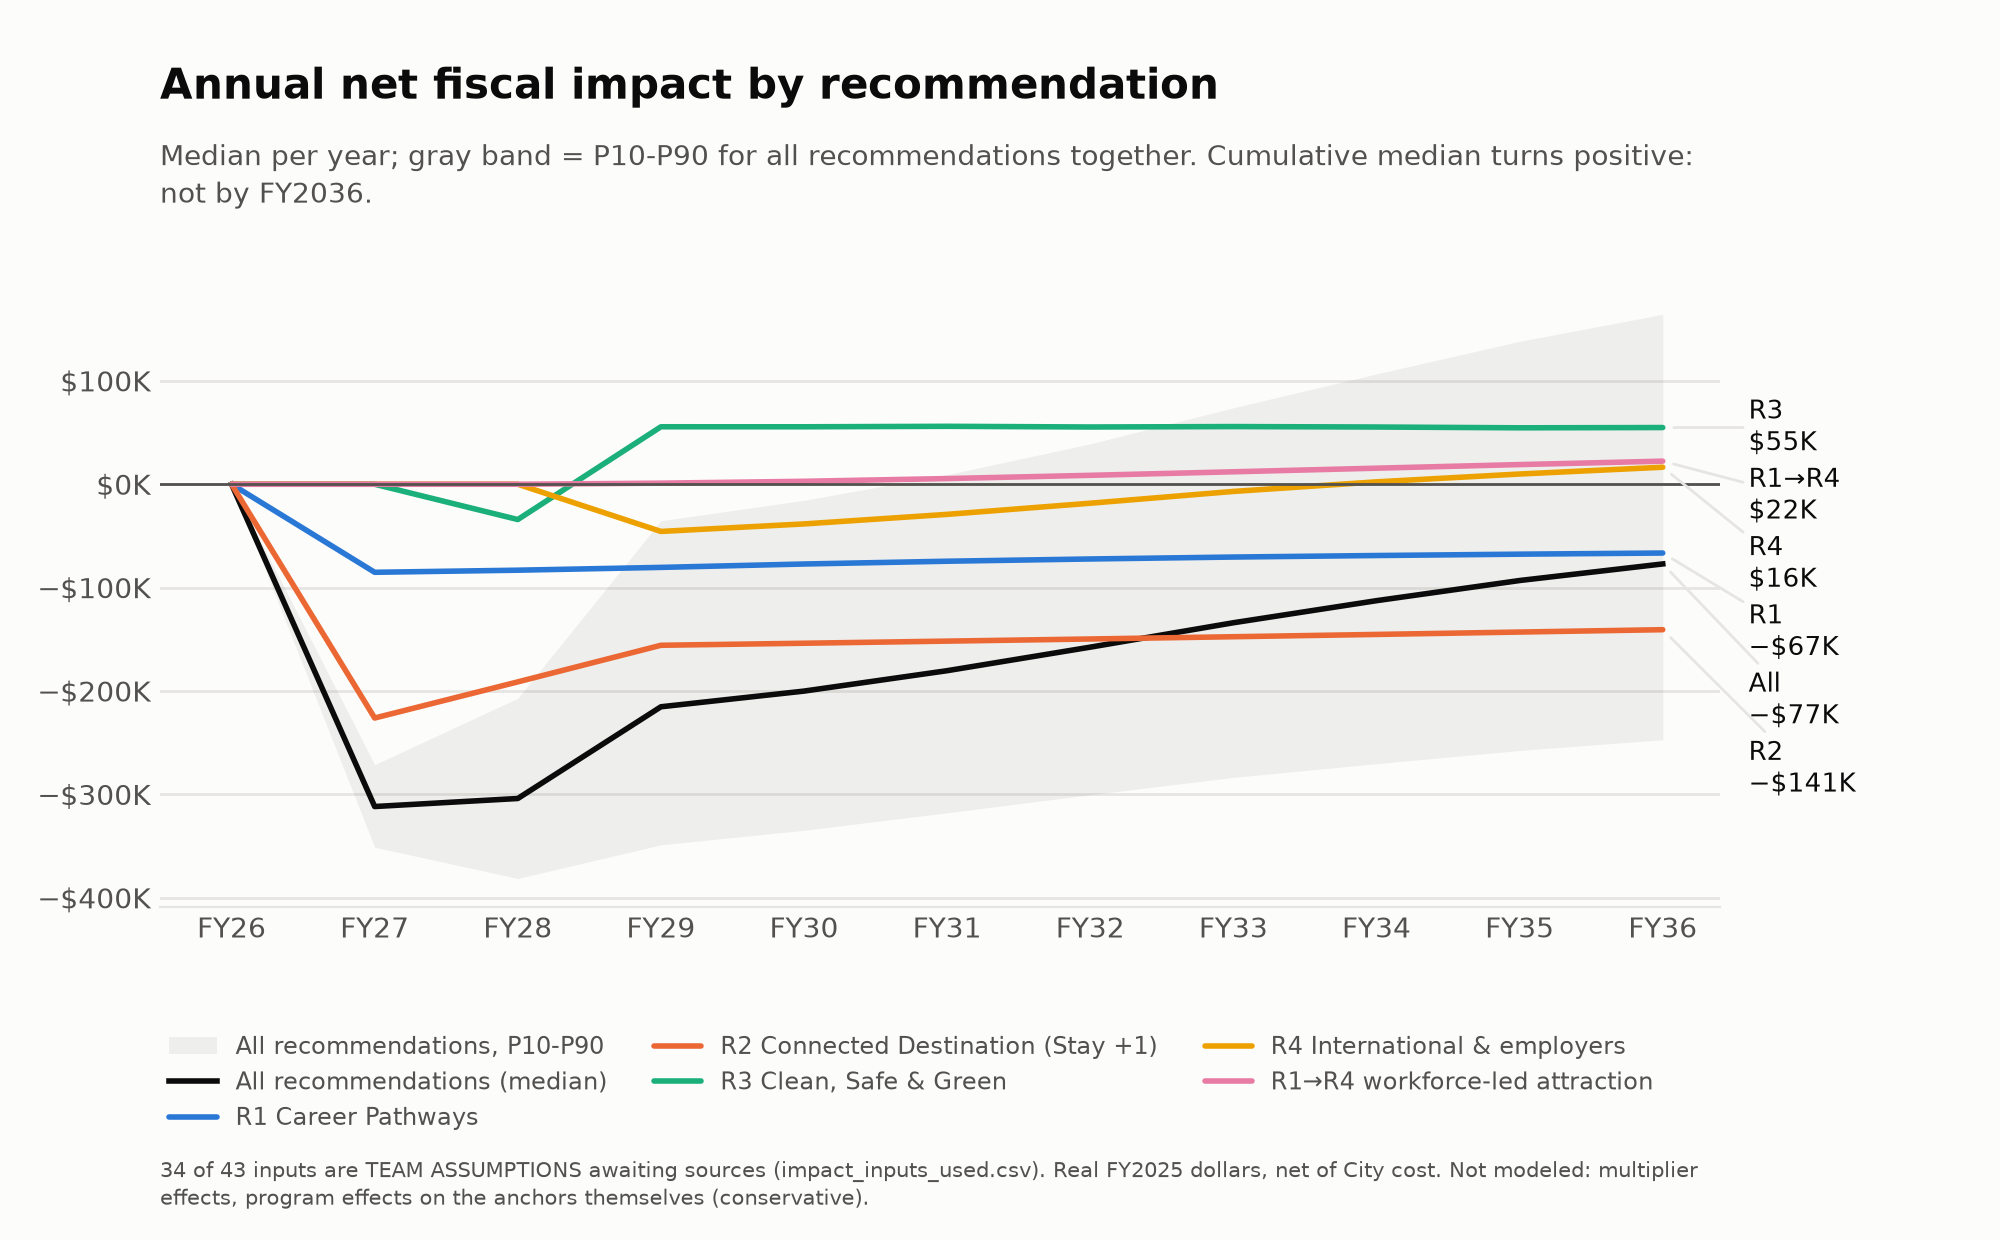 Annual net fiscal impact by recommendation
Median per year; gray band = P10-P90 for all recommendations together. Cumulative median turns positive:
not by FY2036.
$100K
$0K
−$100K
−$200K
−$300K
−$400K
R3
$55K
R1→R4
$22K
R4
$16K
R1
−$67K
All
−$77K
R2
−$141K
FY26 FY27 FY28 FY29 FY30 FY31 FY32 FY33 FY34 FY35 FY36
All recommendations, P10-P90
All recommendations (median)
R1 Career Pathways
R2 Connected Destination (Stay +1)
R3 Clean, Safe & Green
R4 International & employers
R1→R4 workforce-led attraction
34 of 43 inputs are TEAM ASSUMPTIONS awaiting sources (impact_inputs_used.csv). Real FY2025 dollars, net of City cost. Not modeled: multiplier
effects, program effects on the anchors themselves (conservative).